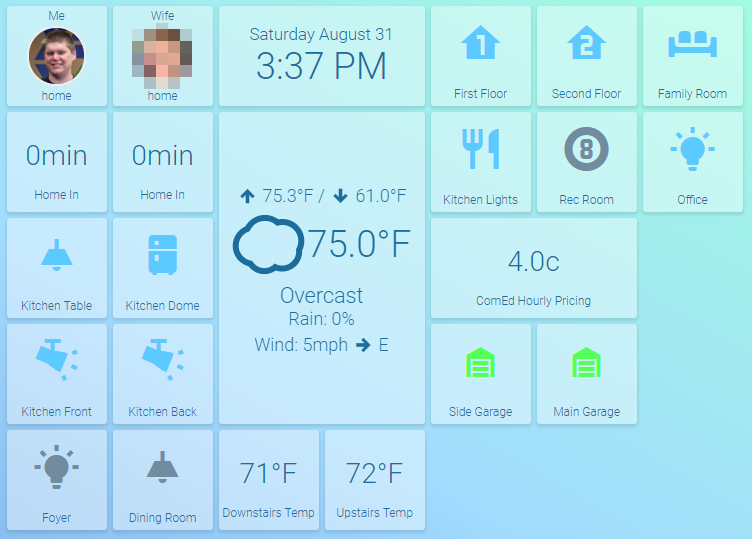 Me
home
Wife
home
Saturday August 31
3:37 PM
1
First Floor
2
Second Floor
Family Room
0min
Home In
0min
Home In
75.3°F / 61.0°F
75.0°F
Overcast
Rain: 0%
Wind: 5mph E
Kitchen Lights
8
Rec Room
Office
Kitchen Table
Kitchen Dome
4.0c
ComEd Hourly Pricing
Kitchen Front
Kitchen Back
Side Garage
Main Garage
Foyer
Dining Room
71°F
Downstairs Temp
72°F
Upstairs Temp